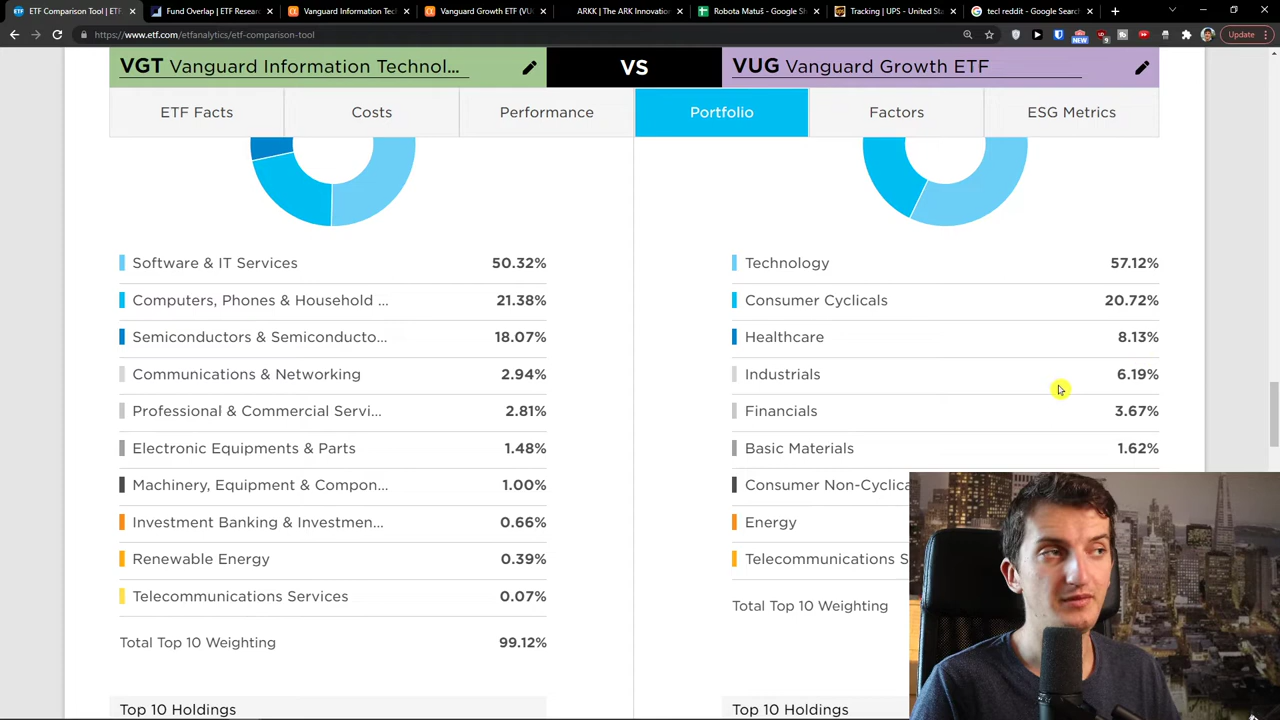 ETF Comparison Tool | ETF
Fund Overlap | ETF Resear
Vanguard Information Tec
Vanguard Growth ETF (VU
ARKK | The ARK Innovation
Robota Matuš - Google Sh
Tracking | UPS - United Sta
tecl reddit - Google Searc
https://www.etf.com/etfanalytics/etf-comparison-tool
NEW
Update
VGT Vanguard Information Technol...
VS
VUG Vanguard Growth ETF
ETF Facts
Costs
Performance
Portfolio
Factors
ESG Metrics
Software & IT Services 50.32%
Computers, Phones & Household ... 21.38%
Semiconductors & Semiconducto... 18.07%
Communications & Networking 2.94%
Professional & Commercial Servi... 2.81%
Electronic Equipments & Parts 1.48%
Machinery, Equipment & Compon... 1.00%
Investment Banking & Investmen... 0.66%
Renewable Energy 0.39%
Telecommunications Services 0.07%
Total Top 10 Weighting 99.12%
Top 10 Holdings
Technology 57.12%
Consumer Cyclicals 20.72%
Healthcare 8.13%
Industrials 6.19%
Financials 3.67%
Basic Materials 1.62%
Consumer Non-Cyclica
Energy
Telecommunications S
Total Top 10 Weighting
Top 10 Holdings